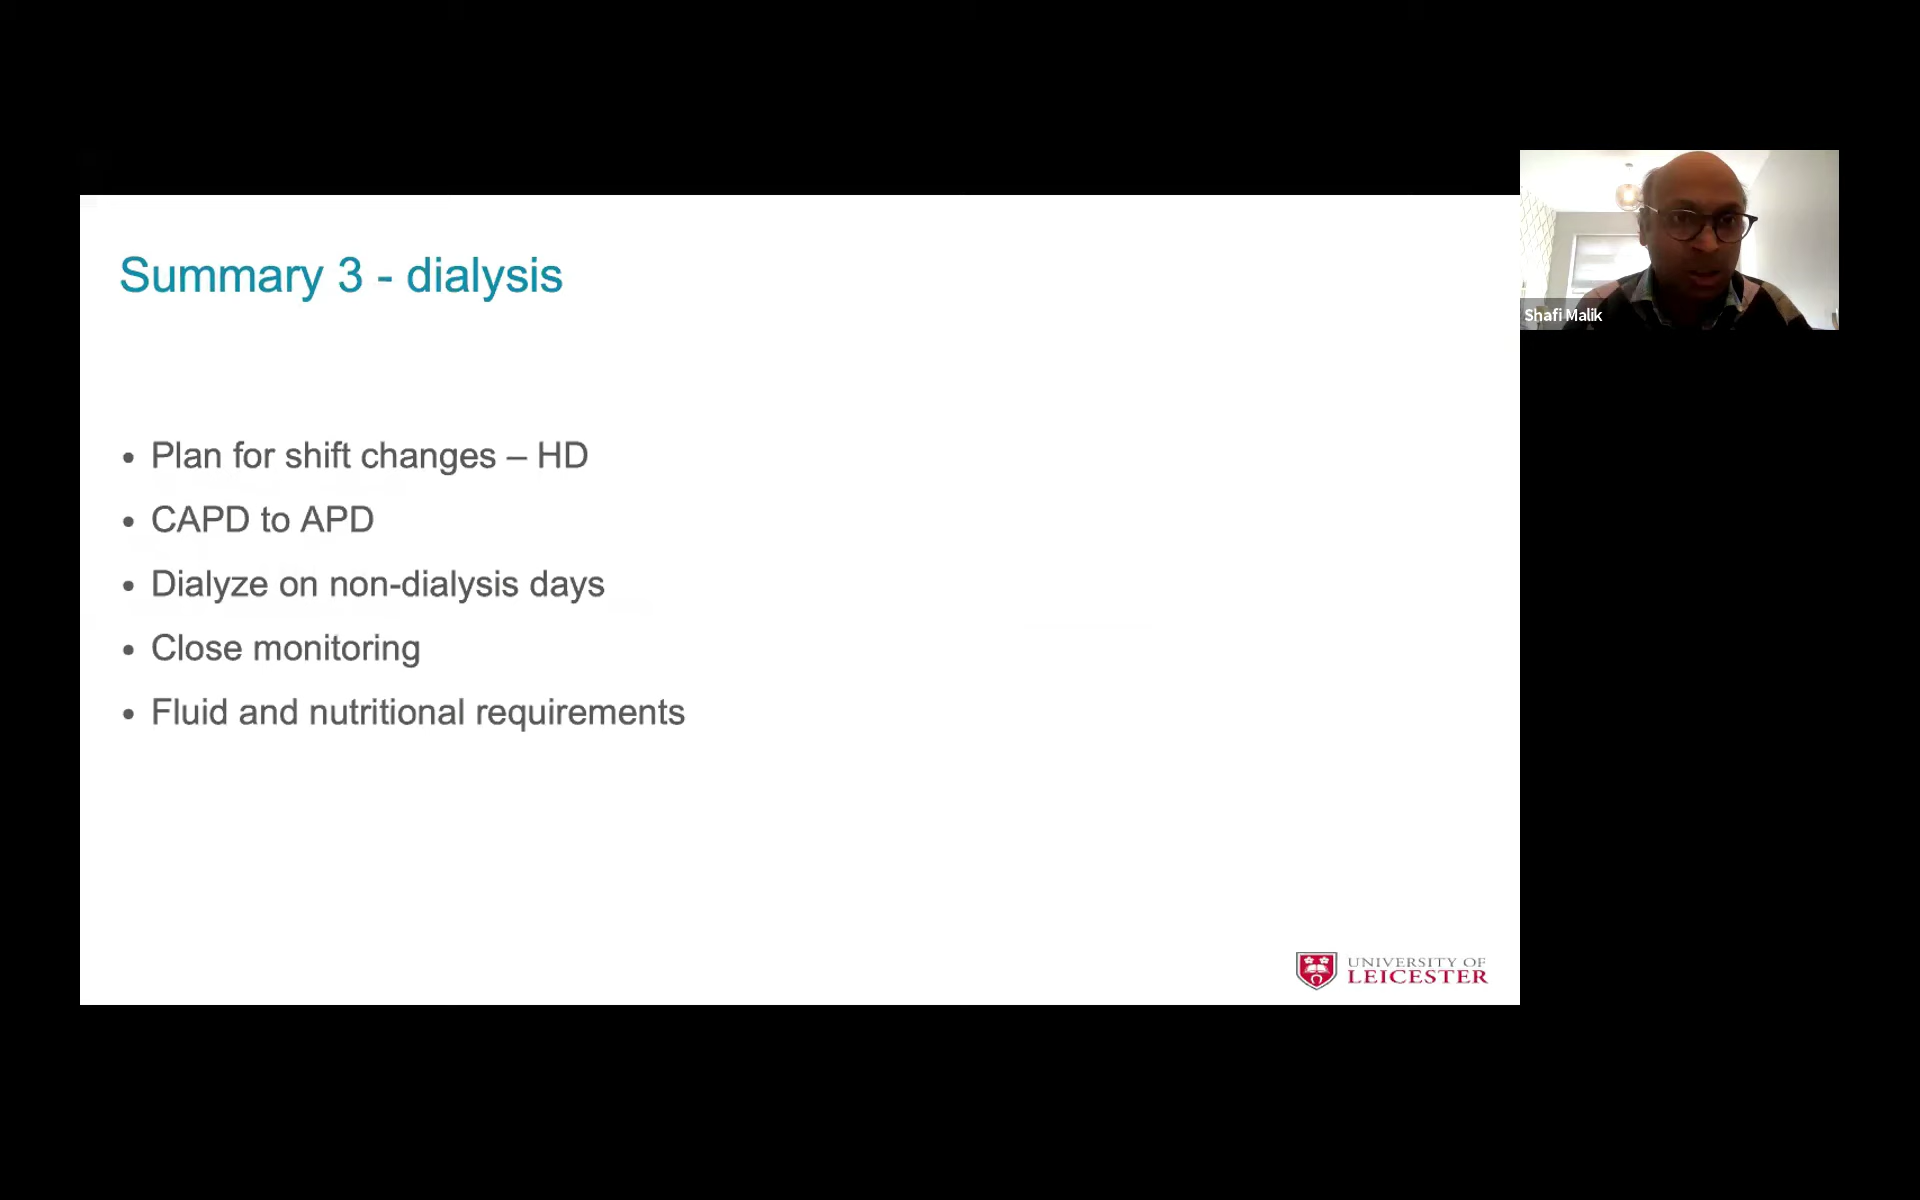 Summary 3 - dialysis
• Plan for shift changes – HD
• CAPD to APD
• Dialyze on non-dialysis days
• Close monitoring
• Fluid and nutritional requirements
Shafi Malik
UNIVERSITY OF
LEICESTER